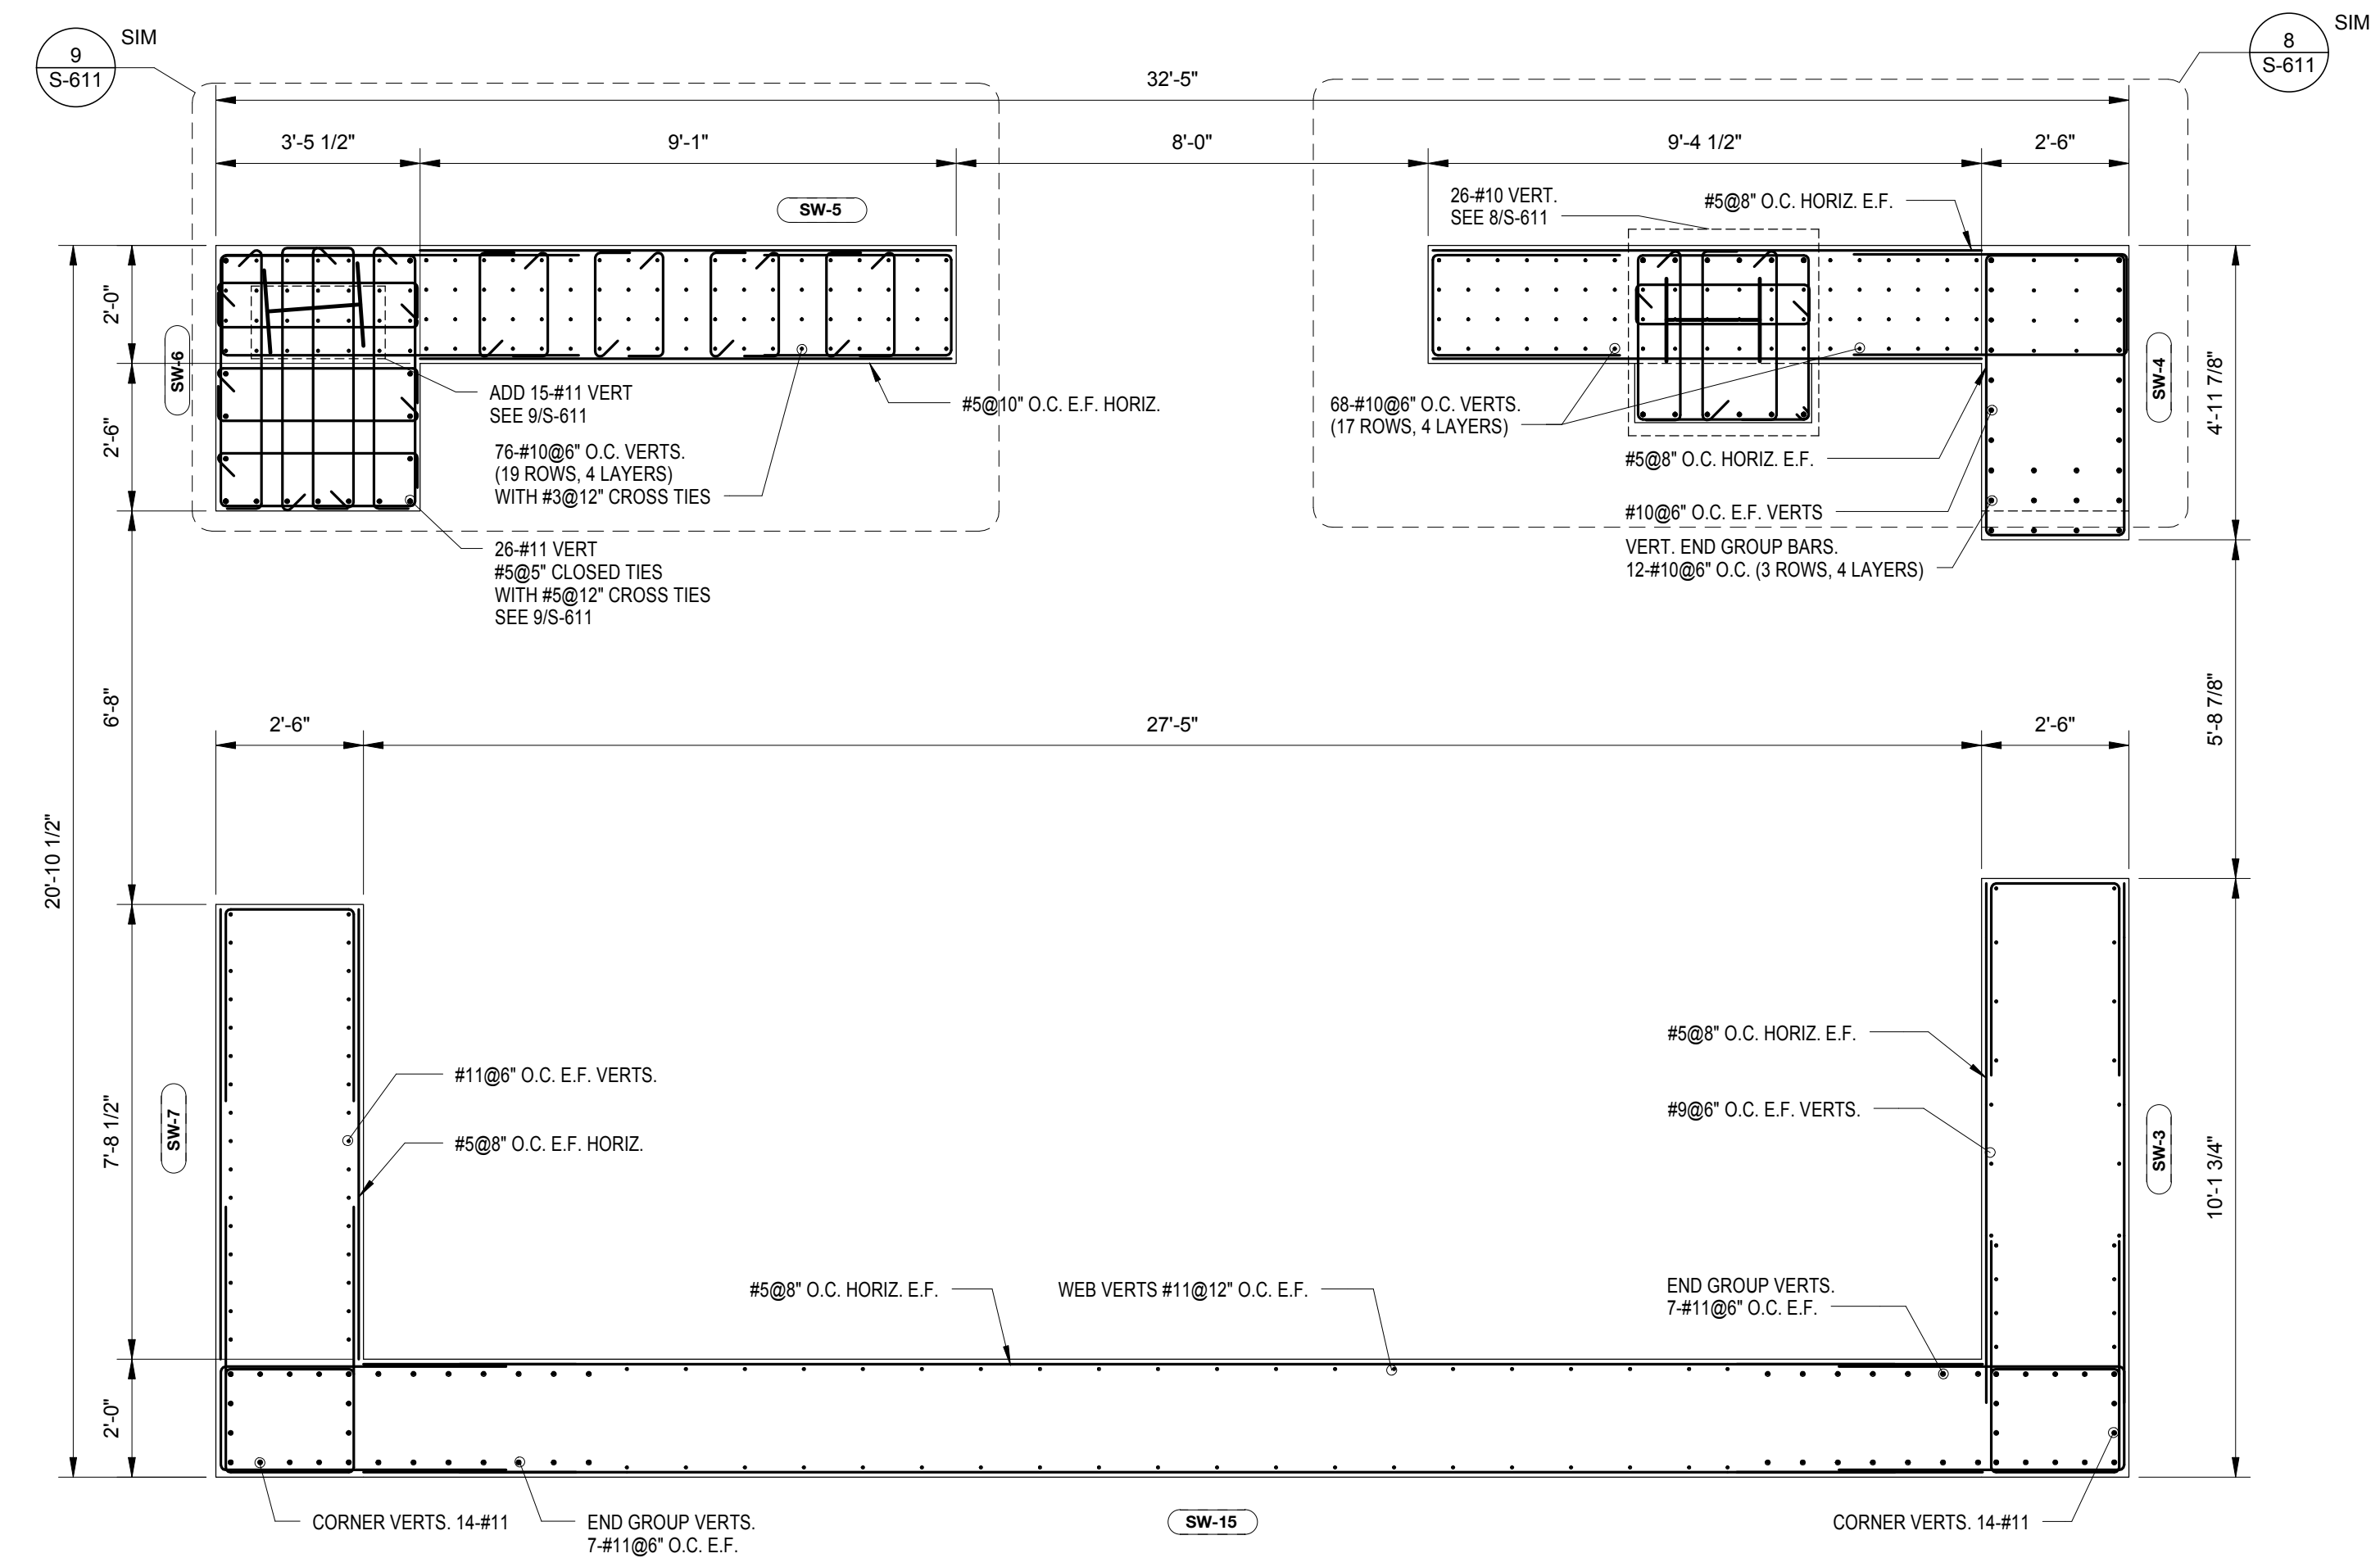 9
S-611
SIM
8
S-611
SIM
32'-5"
3'-5 1/2"
9'-1"
8'-0"
9'-4 1/2"
2'-6"
SW-5
26-#10 VERT.
SEE 8/S-611
#5@8" O.C. HORIZ. E.F.
2'-0"
SW-6
2'-6"
ADD 15-#11 VERT
SEE 9/S-611
76-#10@6" O.C. VERTS.
(19 ROWS, 4 LAYERS)
WITH #3@12" CROSS TIES
#5@10" O.C. E.F. HORIZ.
26-#11 VERT
#5@5" CLOSED TIES
WITH #5@12" CROSS TIES
SEE 9/S-611
68-#10@6" O.C. VERTS.
(17 ROWS, 4 LAYERS)
#5@8" O.C. HORIZ. E.F.
#10@6" O.C. E.F. VERTS
VERT. END GROUP BARS.
12-#10@6" O.C. (3 ROWS, 4 LAYERS)
SW-4
4'-11 7/8"
6'-8"
5'-8 7/8"
20'-10 1/2"
2'-6"
27'-5"
2'-6"
7'-8 1/2"
SW-7
#11@6" O.C. E.F. VERTS.
#5@8" O.C. E.F. HORIZ.
#5@8" O.C. HORIZ. E.F.
#9@6" O.C. E.F. VERTS.
SW-3
10'-1 3/4"
#5@8" O.C. HORIZ. E.F.
WEB VERTS #11@12" O.C. E.F.
END GROUP VERTS.
7-#11@6" O.C. E.F.
2'-0"
CORNER VERTS. 14-#11
END GROUP VERTS.
7-#11@6" O.C. E.F.
SW-15
CORNER VERTS. 14-#11